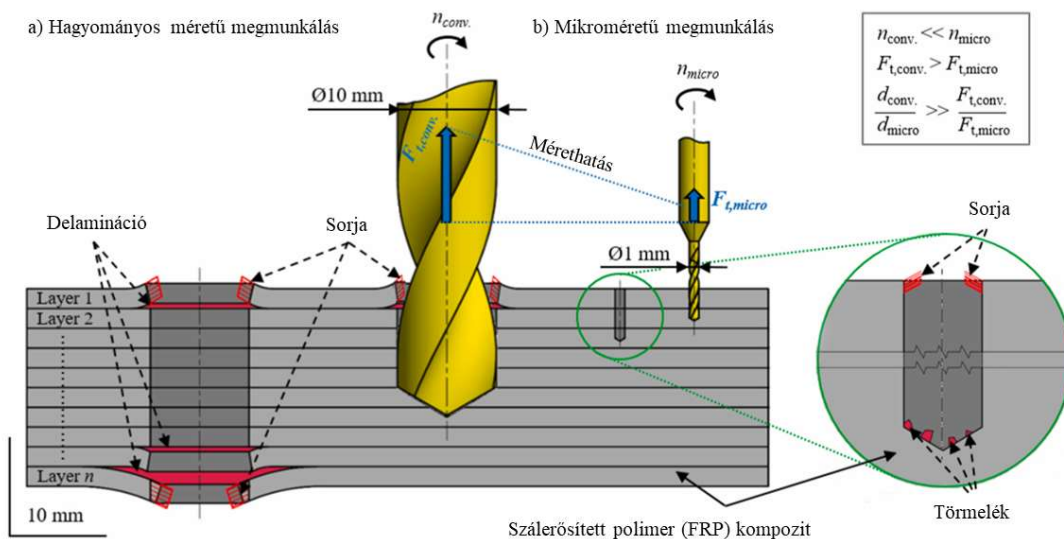 a) Hagyományos méretű megmunkálás
b) Mikroméretű megmunkálás
n_conv.
n_micro
n_conv. << n_micro
F_t,conv. > F_t,micro
d_conv. / d_micro >> F_t,conv. / F_t,micro
Ø10 mm
F_t,conv.
Mérethatás
F_t,micro
Delamináció
Sorja
Sorja
Ø1 mm
Layer 1
Layer 2
Layer n
10 mm
Szálerősített polimer (FRP) kompozit
Törmelék